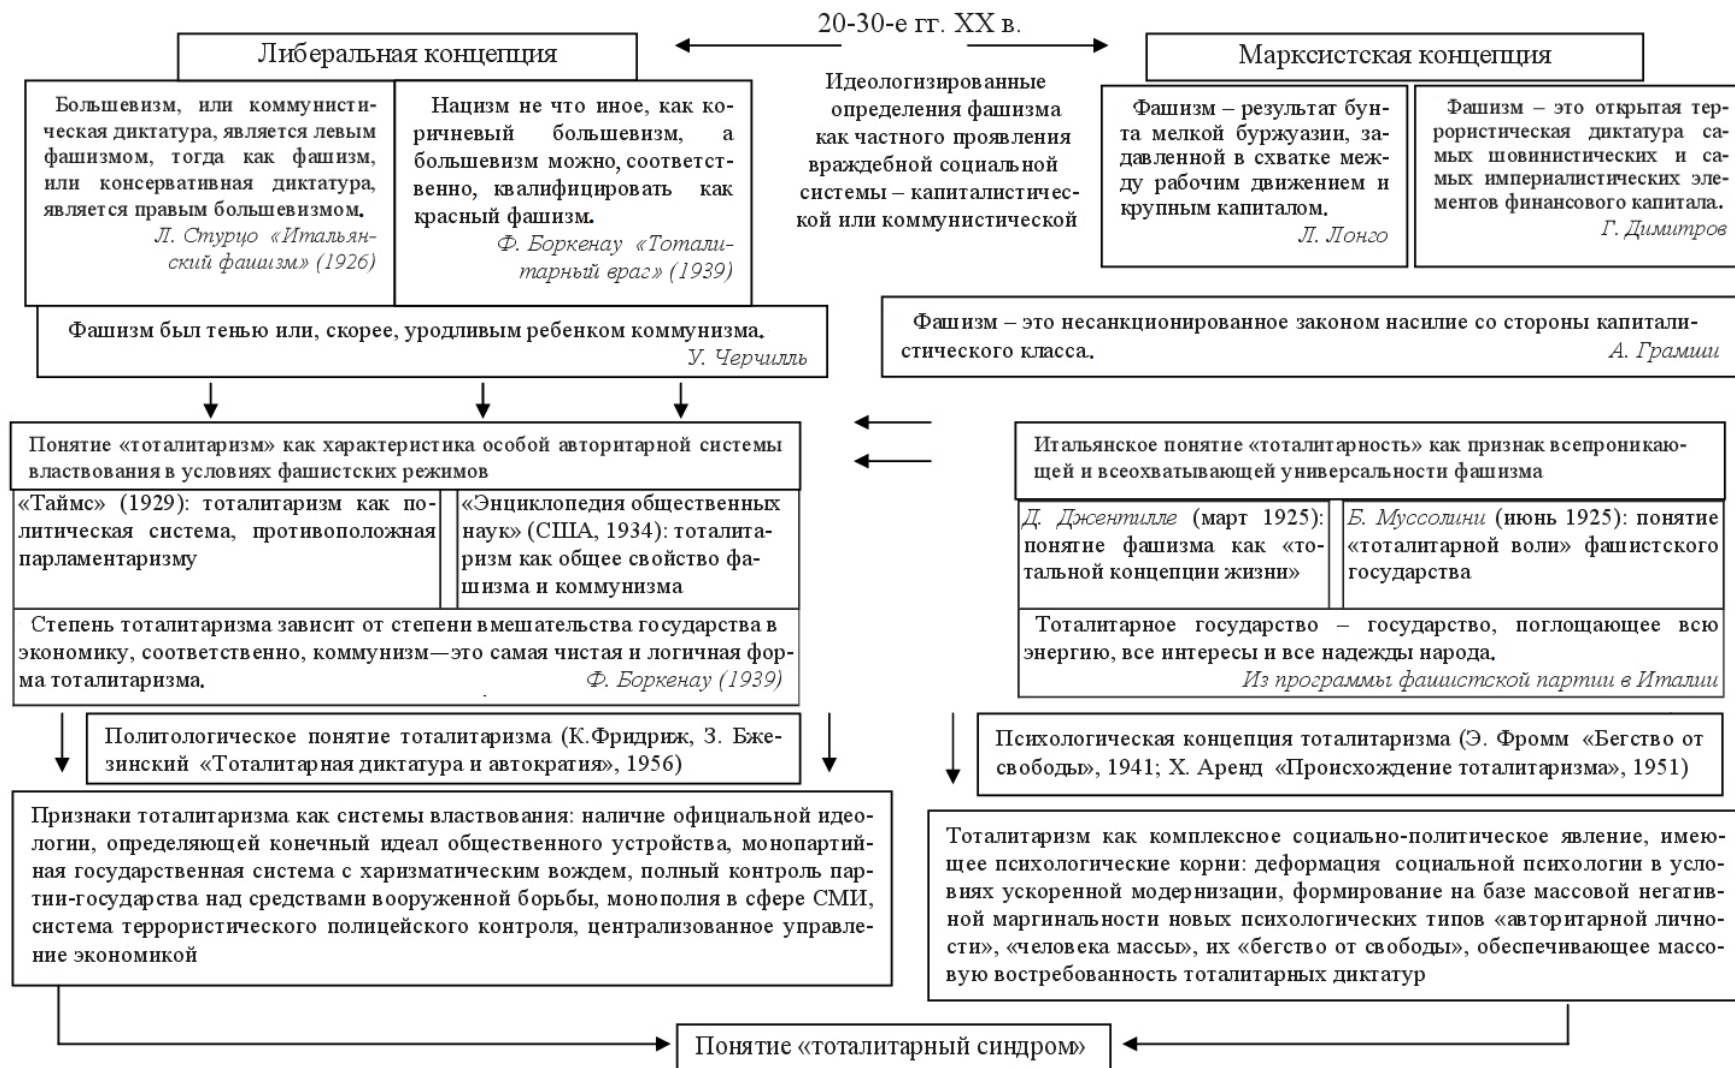 20-30-е гг. XX в.
Либеральная концепция
Марксистская концепция
Большевизм, или коммунисти-
ческая диктатура, является левым
фашизмом, тогда как фашизм,
или консервативная диктатура,
является правым большевизмом.
Л. Стурцо «Итальян-
ский фашизм» (1926)
Нацизм не что иное, как ко-
ричневый большевизм, а
большевизм можно, соответст-
венно, квалифицировать как
красный фашизм.
Ф. Боркенау «Тотали-
тарный враг» (1939)
Идеологизированные
определения фашизма
как частного проявления
враждебной социальной
системы – капиталистичес-
кой или коммунистической
Фашизм – результат бун-
та мелкой буржуазии, за-
давленной в схватке меж-
ду рабочим движением и
крупным капиталом.
Л. Лонго
Фашизм – это открытая тер-
рористическая диктатура са-
мых шовинистических и са-
мых империалистических эле-
ментов финансового капитала.
Г. Димитров
Фашизм был тенью или, скорее, уродливым ребенком коммунизма.
У. Черчилль
Фашизм – это несанкционированное законом насилие со стороны капитали-
стического класса.
А. Грамши
Понятие «тоталитаризм» как характеристика особой авторитарной системы
властвования в условиях фашистских режимов
«Таймс» (1929): тоталитаризм как по-
литическая система, противоположная
парламентаризму
«Энциклопедия общественных
наук» (США, 1934): тоталита-
ризм как общее свойство фа-
шизма и коммунизма
Степень тоталитаризма зависит от степени вмешательства государства в
экономику, соответственно, коммунизм—это самая чистая и логичная фор-
ма тоталитаризма.
Ф. Боркенау (1939)
Итальянское понятие «тоталитарность» как признак всепроникаю-
щей и всеохватывающей универсальности фашизма
Д. Джентилле (март 1925):
понятие фашизма как «то-
тальной концепции жизни»
Б. Муссолини (июнь 1925): понятие
«тоталитарной воли» фашистского
государства
Тоталитарное государство – государство, поглощающее всю
энергию, все интересы и все надежды народа.
Из программы фашистской партии в Италии
Политологическое понятие тоталитаризма (К.Фридриж, З. Бже-
зинский «Тоталитарная диктатура и автократия», 1956)
Психологическая концепция тоталитаризма (Э. Фромм «Бегство от
свободы», 1941; Х. Аренд «Происхождение тоталитаризма», 1951)
Признаки тоталитаризма как системы властвования: наличие официальной идео-
логии, определяющей конечный идеал общественного устройства, монопартий-
ная государственная система с харизматическим вождем, полный контроль пар-
тии-государства над средствами вооруженной борьбы, монополия в сфере СМИ,
система террористического полицейского контроля, централизованное управле-
ние экономикой
Тоталитаризм как комплексное социально-политическое явление, имею-
щее психологические корни: деформация социальной психологии в усло-
виях ускоренной модернизации, формирование на базе массовой негатив-
ной маргинальности новых психологических типов «авторитарной лично-
сти», «человека массы», их «бегство от свободы», обеспечивающее массо-
вую востребованность тоталитарных диктатур
Понятие «тоталитарный синдром»